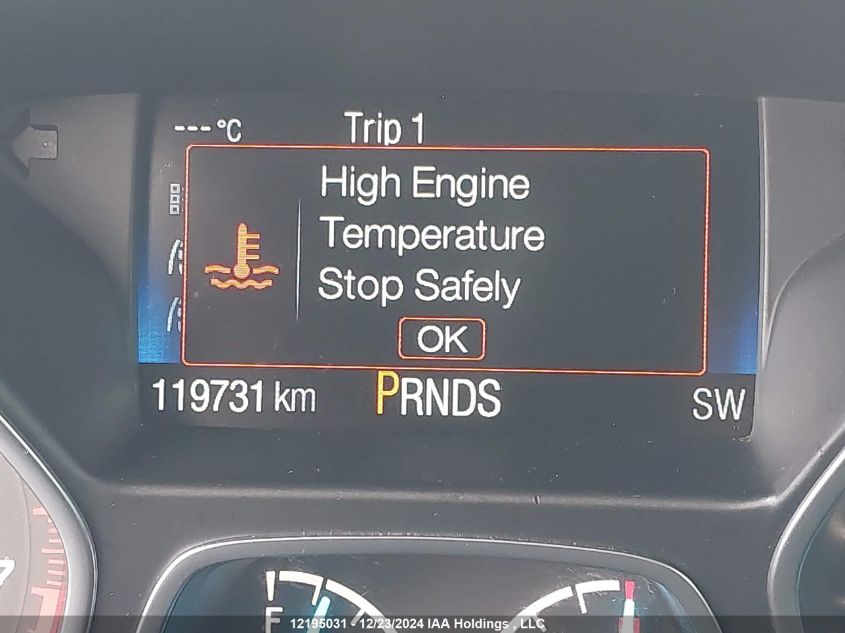 ---°C Trip 1
High Engine
Temperature
Stop Safely
OK
119731 km PRNDS SW
F
7
12195031 - 12/23/2024 IAA Holdings , LLC